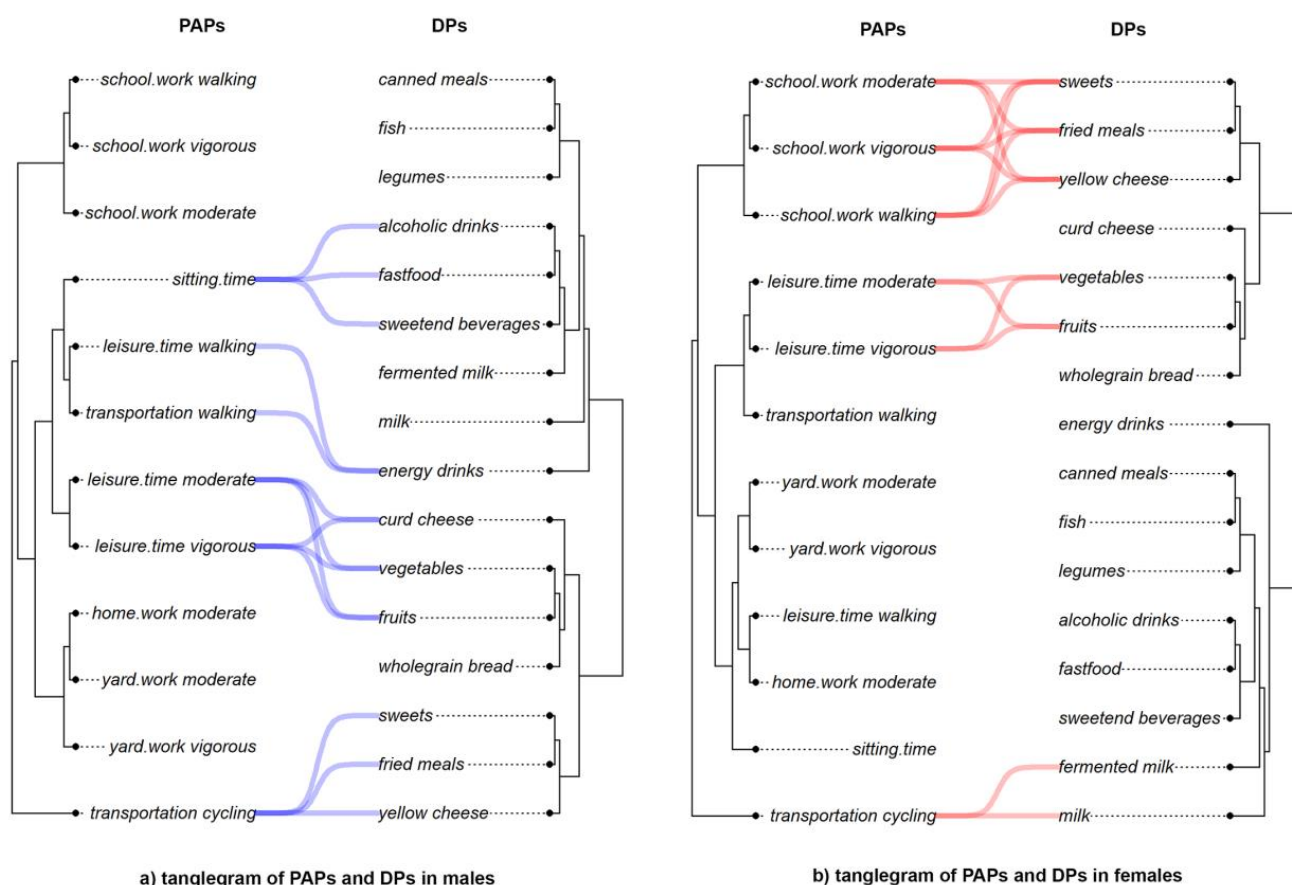 PAPs
DPs
school.work walking
school.work vigorous
school.work moderate
sitting.time
leisure.time walking
transportation walking
leisure.time moderate
leisure.time vigorous
home.work moderate
yard.work moderate
yard.work vigorous
transportation cycling
canned meals
fish
legumes
alcoholic drinks
fastfood
sweetend beverages
fermented milk
milk
energy drinks
curd cheese
vegetables
fruits
wholegrain bread
sweets
fried meals
yellow cheese
a) tanglegram of PAPs and DPs in males
PAPs
DPs
school.work moderate
school.work vigorous
school.work walking
leisure.time moderate
leisure.time vigorous
transportation walking
yard.work moderate
yard.work vigorous
leisure.time walking
home.work moderate
sitting.time
transportation cycling
sweets
fried meals
yellow cheese
curd cheese
vegetables
fruits
wholegrain bread
energy drinks
canned meals
fish
legumes
alcoholic drinks
fastfood
sweetend beverages
fermented milk
milk
b) tanglegram of PAPs and DPs in females